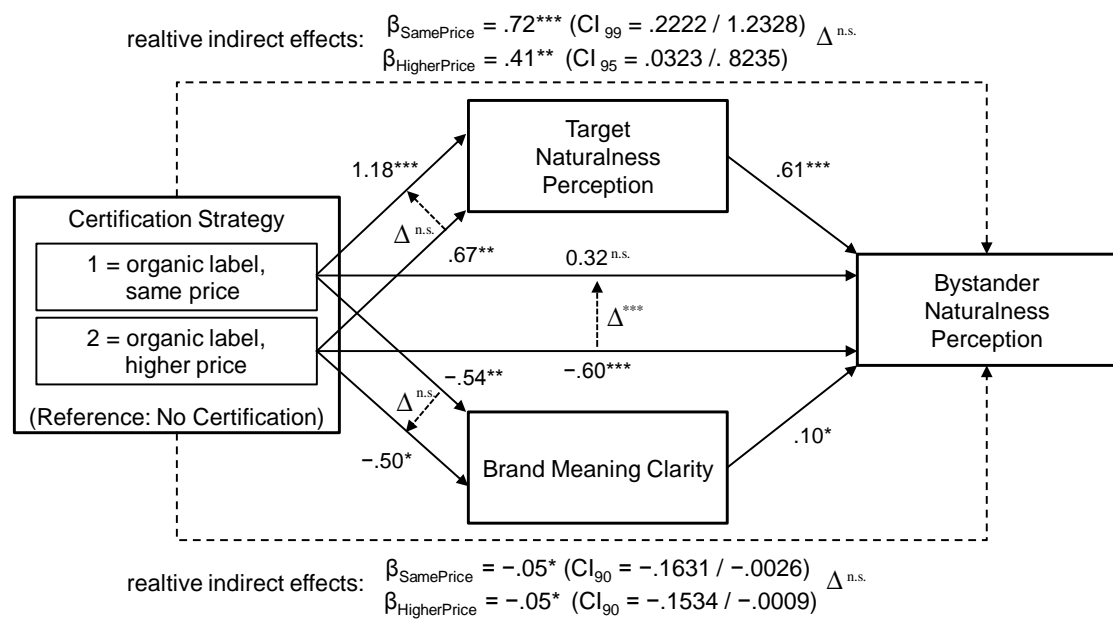 realtive indirect effects:
βSamePrice = .72*** (CI 99 = .2222 / 1.2328)
βHigherPrice = .41** (CI 95 = .0323 /. 8235)
Δ n.s.
Target
Naturalness
Perception
1.18***
.61***
Certification Strategy
Δ n.s.
.67**
1 = organic label,
same price
0.32 n.s.
Bystander
Naturalness
Perception
Δ***
2 = organic label,
higher price
−.54**
−.60***
Δ n.s.
(Reference: No Certification)
.10*
−.50*
Brand Meaning Clarity
realtive indirect effects:
βSamePrice = −.05* (CI90 = −.1631 / −.0026)
βHigherPrice = −.05* (CI90 = −.1534 / −.0009)
Δ n.s.